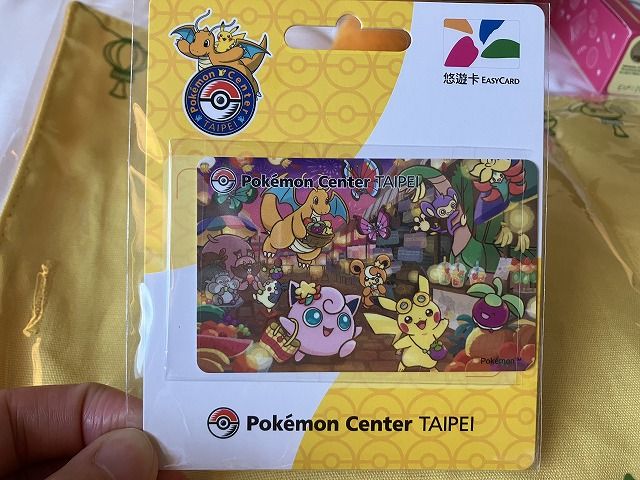 Pokémon Center
TAIPEI
悠遊卡 EASYCARD
Pokémon Center TAIPEI
Pokémon
Pokémon Center TAIPEI